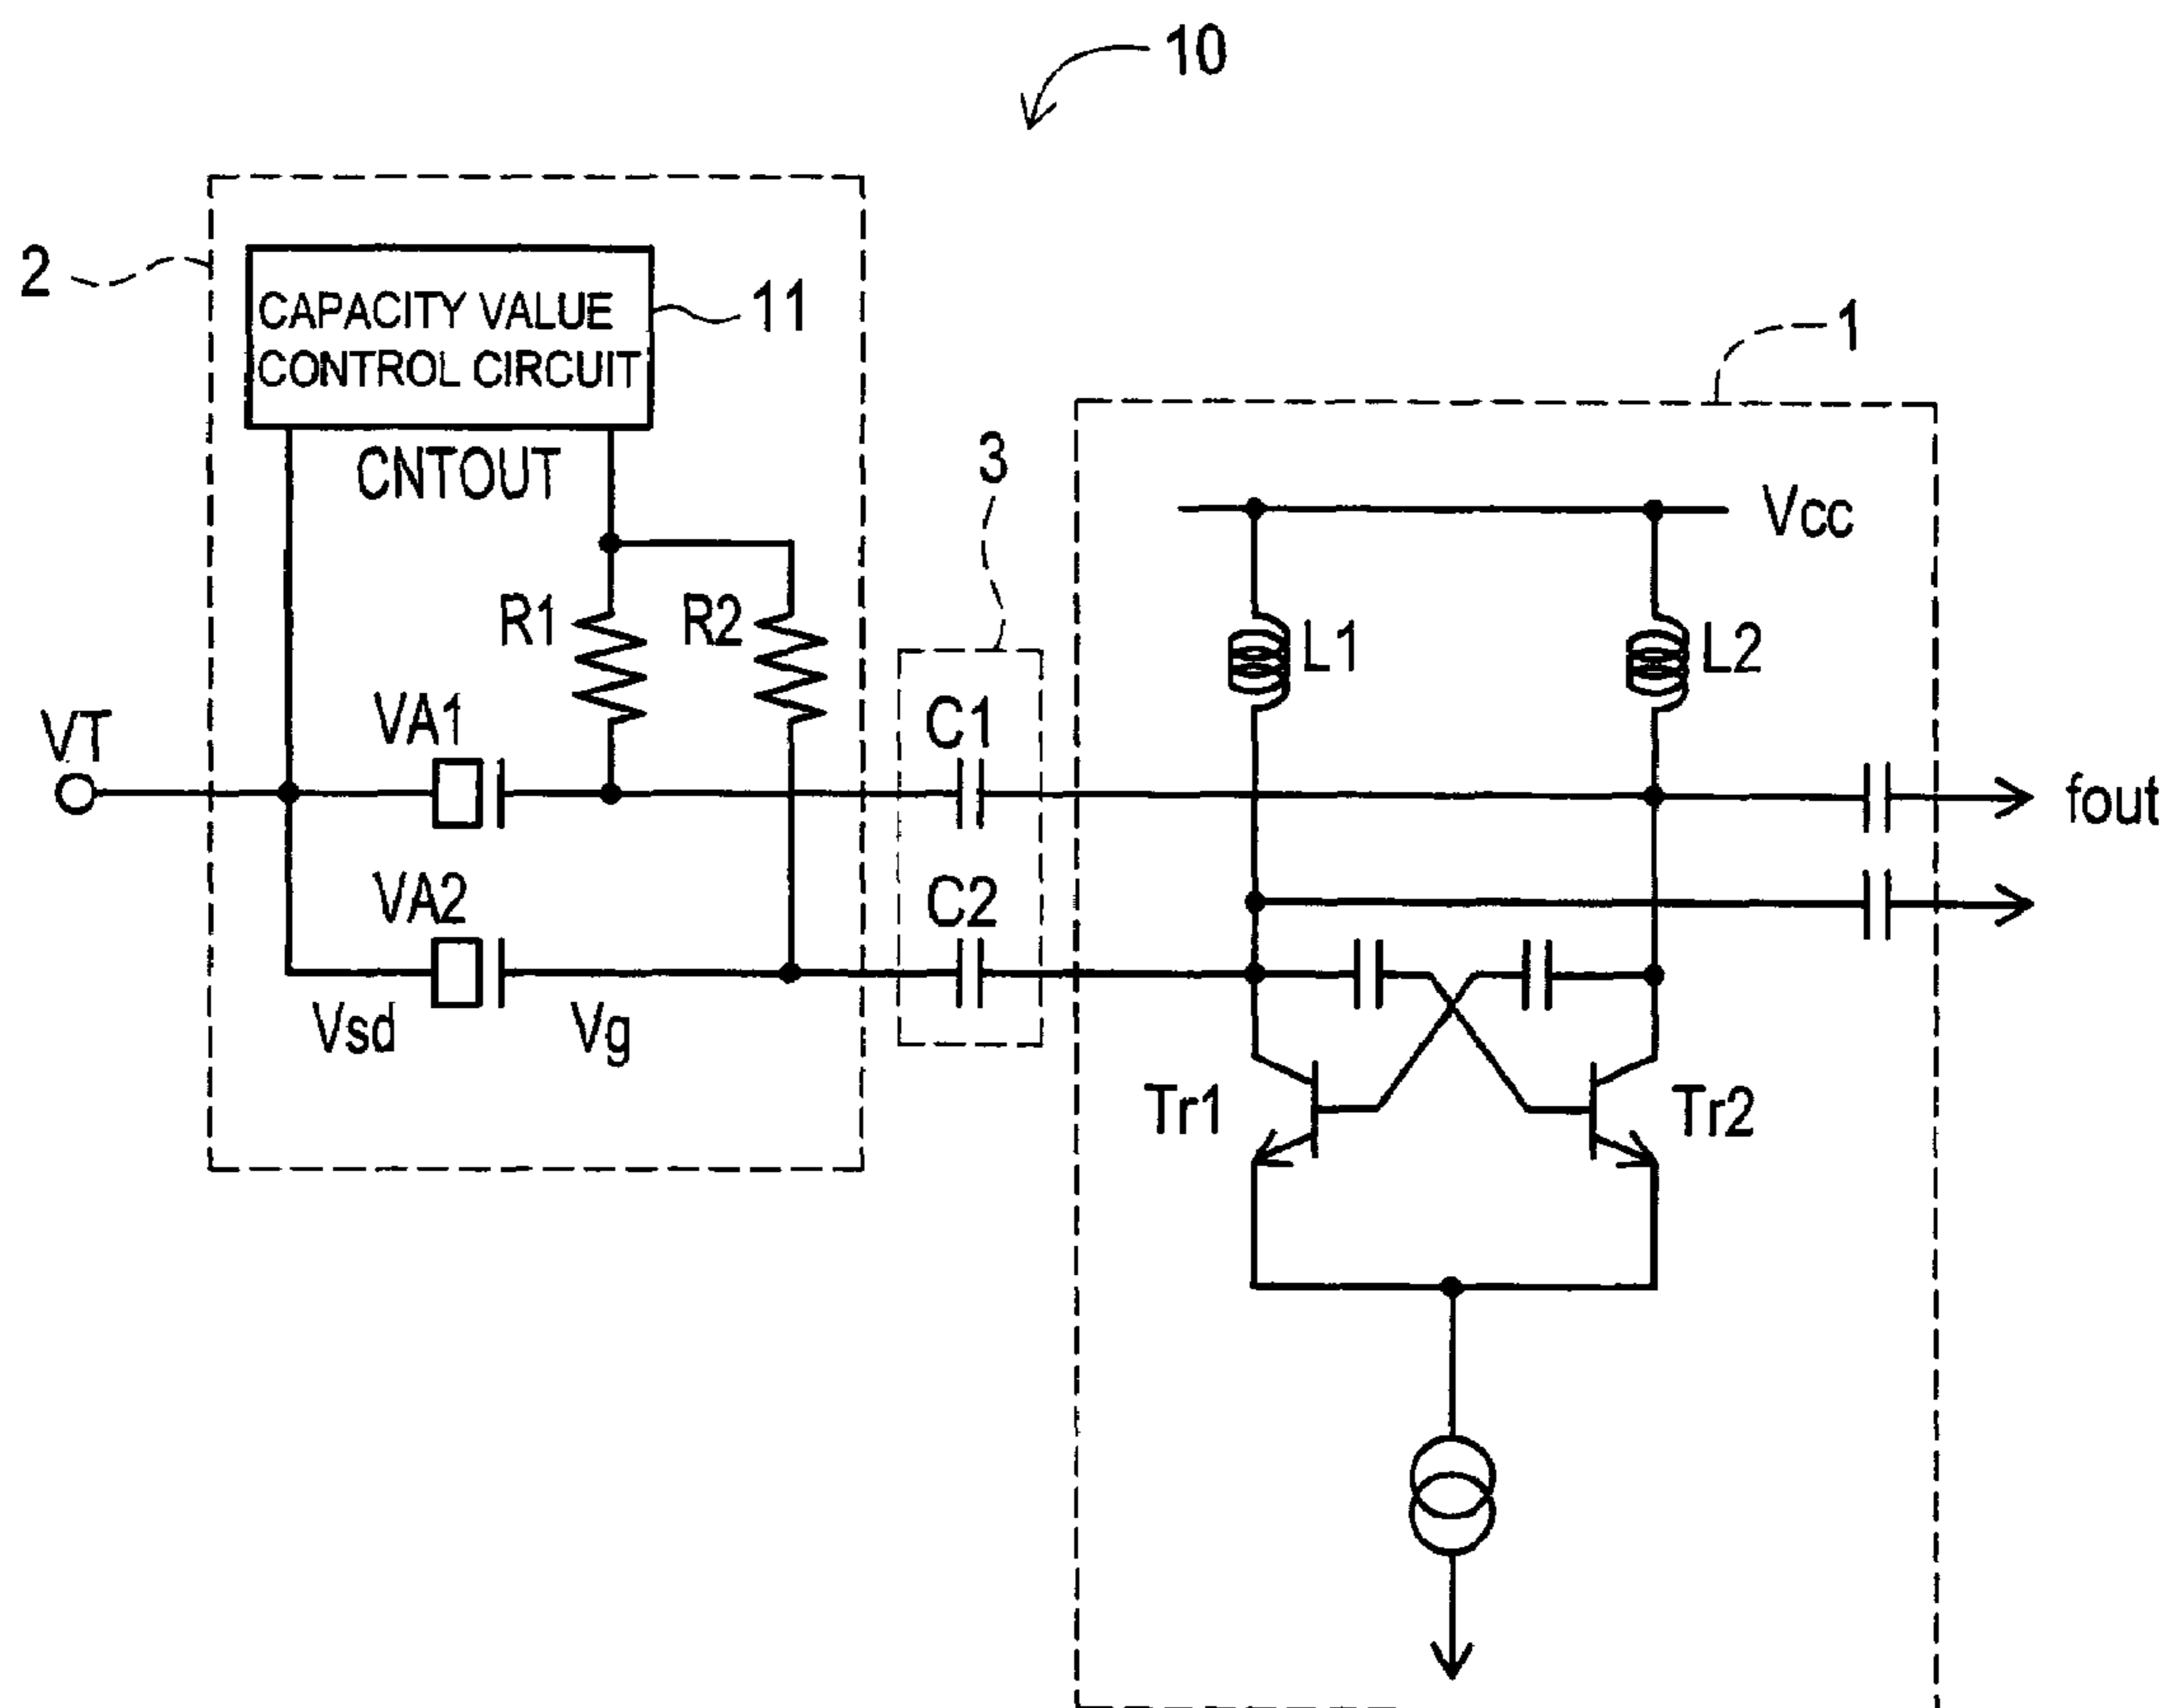 10
2
CAPACITY VALUE
CONTROL CIRCUIT
11
1
CNTOUT
3
Vcc
R1
R2
L1
L2
VT
VA1
C1
fout
VA2
C2
Vsd
Vg
Tr1
Tr2